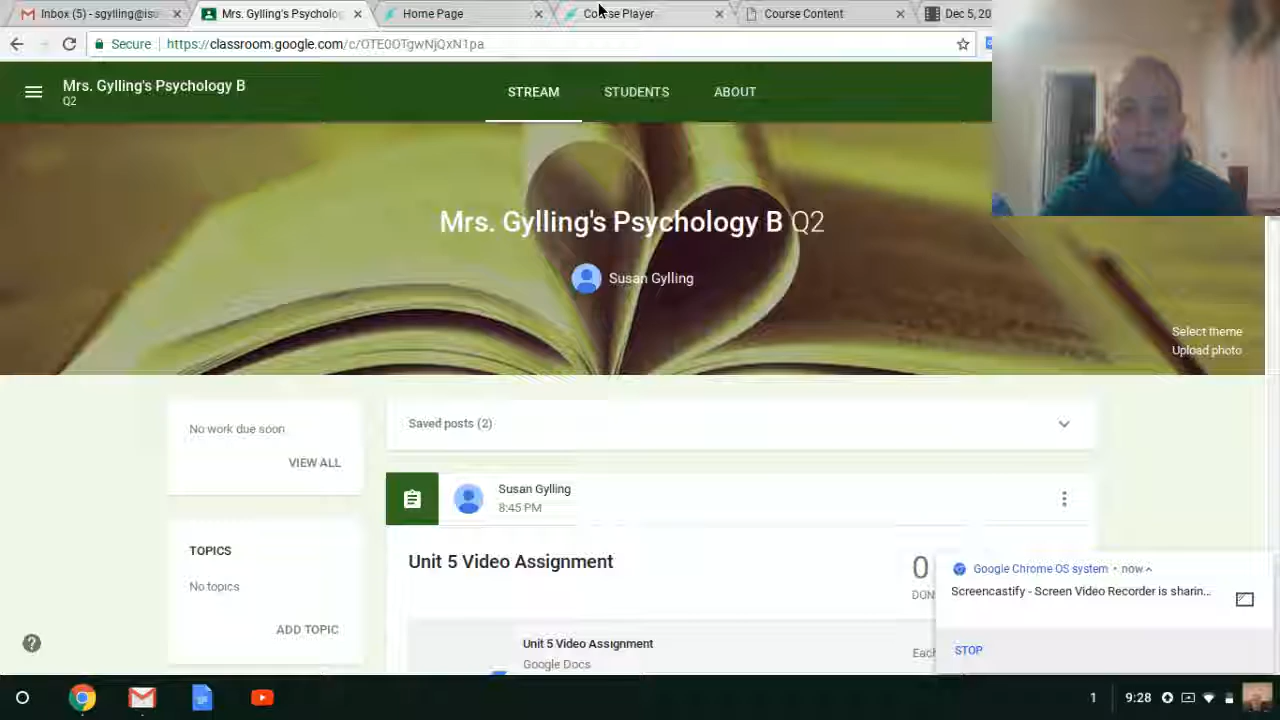 Inbox (5) - sgylling@isu
Mrs. Gylling's Psycholog
Home Page
Course Player
Course Content
Dec 5, 20
Secure
https://classroom.google.com/c/OTE0OTgwNjQxN1pa
Mrs. Gylling's Psychology B
Q2
STREAM
STUDENTS
ABOUT
Mrs. Gylling's Psychology B Q2
Susan Gylling
Select theme
Upload photo
No work due soon
VIEW ALL
Saved posts (2)
Susan Gylling
8:45 PM
TOPICS
No topics
ADD TOPIC
Unit 5 Video Assignment
0
DON
Unit 5 Video Assignment
Google Docs
Each
Google Chrome OS system • now
Screencastify - Screen Video Recorder is sharin...
STOP
1
9:28